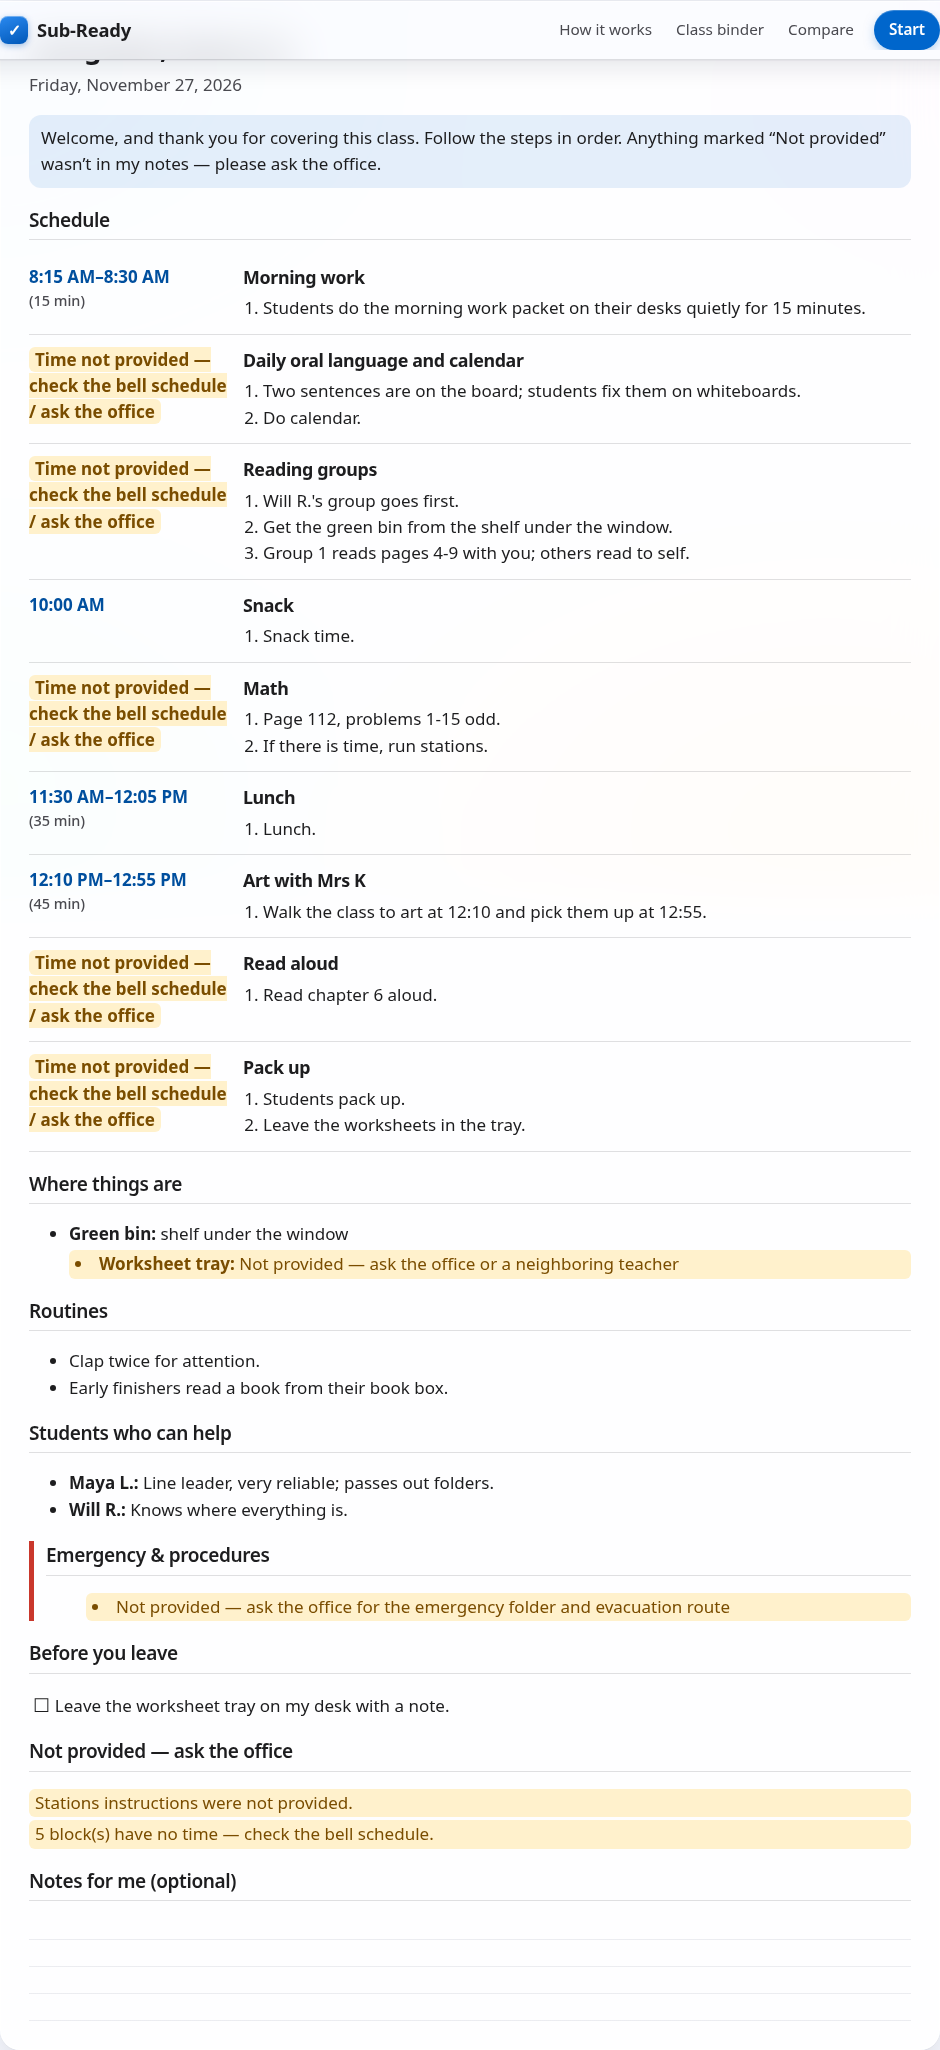 ✓ Sub-Ready How it works Class binder Compare Start
Friday, November 27, 2026
Welcome, and thank you for covering this class. Follow the steps in order. Anything marked “Not provided”
wasn’t in my notes — please ask the office.
Schedule
8:15 AM–8:30 AM
(15 min)
Morning work
1. Students do the morning work packet on their desks quietly for 15 minutes.
Time not provided —
check the bell schedule
/ ask the office
Daily oral language and calendar
1. Two sentences are on the board; students fix them on whiteboards.
2. Do calendar.
Time not provided —
check the bell schedule
/ ask the office
Reading groups
1. Will R.'s group goes first.
2. Get the green bin from the shelf under the window.
3. Group 1 reads pages 4-9 with you; others read to self.
10:00 AM
Snack
1. Snack time.
Time not provided —
check the bell schedule
/ ask the office
Math
1. Page 112, problems 1-15 odd.
2. If there is time, run stations.
11:30 AM–12:05 PM
(35 min)
Lunch
1. Lunch.
12:10 PM–12:55 PM
(45 min)
Art with Mrs K
1. Walk the class to art at 12:10 and pick them up at 12:55.
Time not provided —
check the bell schedule
/ ask the office
Read aloud
1. Read chapter 6 aloud.
Time not provided —
check the bell schedule
/ ask the office
Pack up
1. Students pack up.
2. Leave the worksheets in the tray.
Where things are
• Green bin: shelf under the window
• Worksheet tray: Not provided — ask the office or a neighboring teacher
Routines
• Clap twice for attention.
• Early finishers read a book from their book box.
Students who can help
• Maya L.: Line leader, very reliable; passes out folders.
• Will R.: Knows where everything is.
Emergency & procedures
• Not provided — ask the office for the emergency folder and evacuation route
Before you leave
☐ Leave the worksheet tray on my desk with a note.
Not provided — ask the office
Stations instructions were not provided.
5 block(s) have no time — check the bell schedule.
Notes for me (optional)